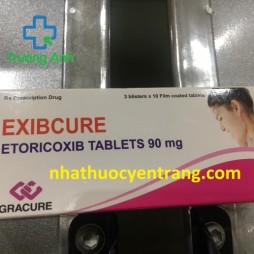 Trường Anh
Rx Prescription Drug
3 blisters x 10 Film coated tablets
EXIBCURE
ETORICOXIB TABLETS 90 mg
nhathuocyentrang.com
GRACURE